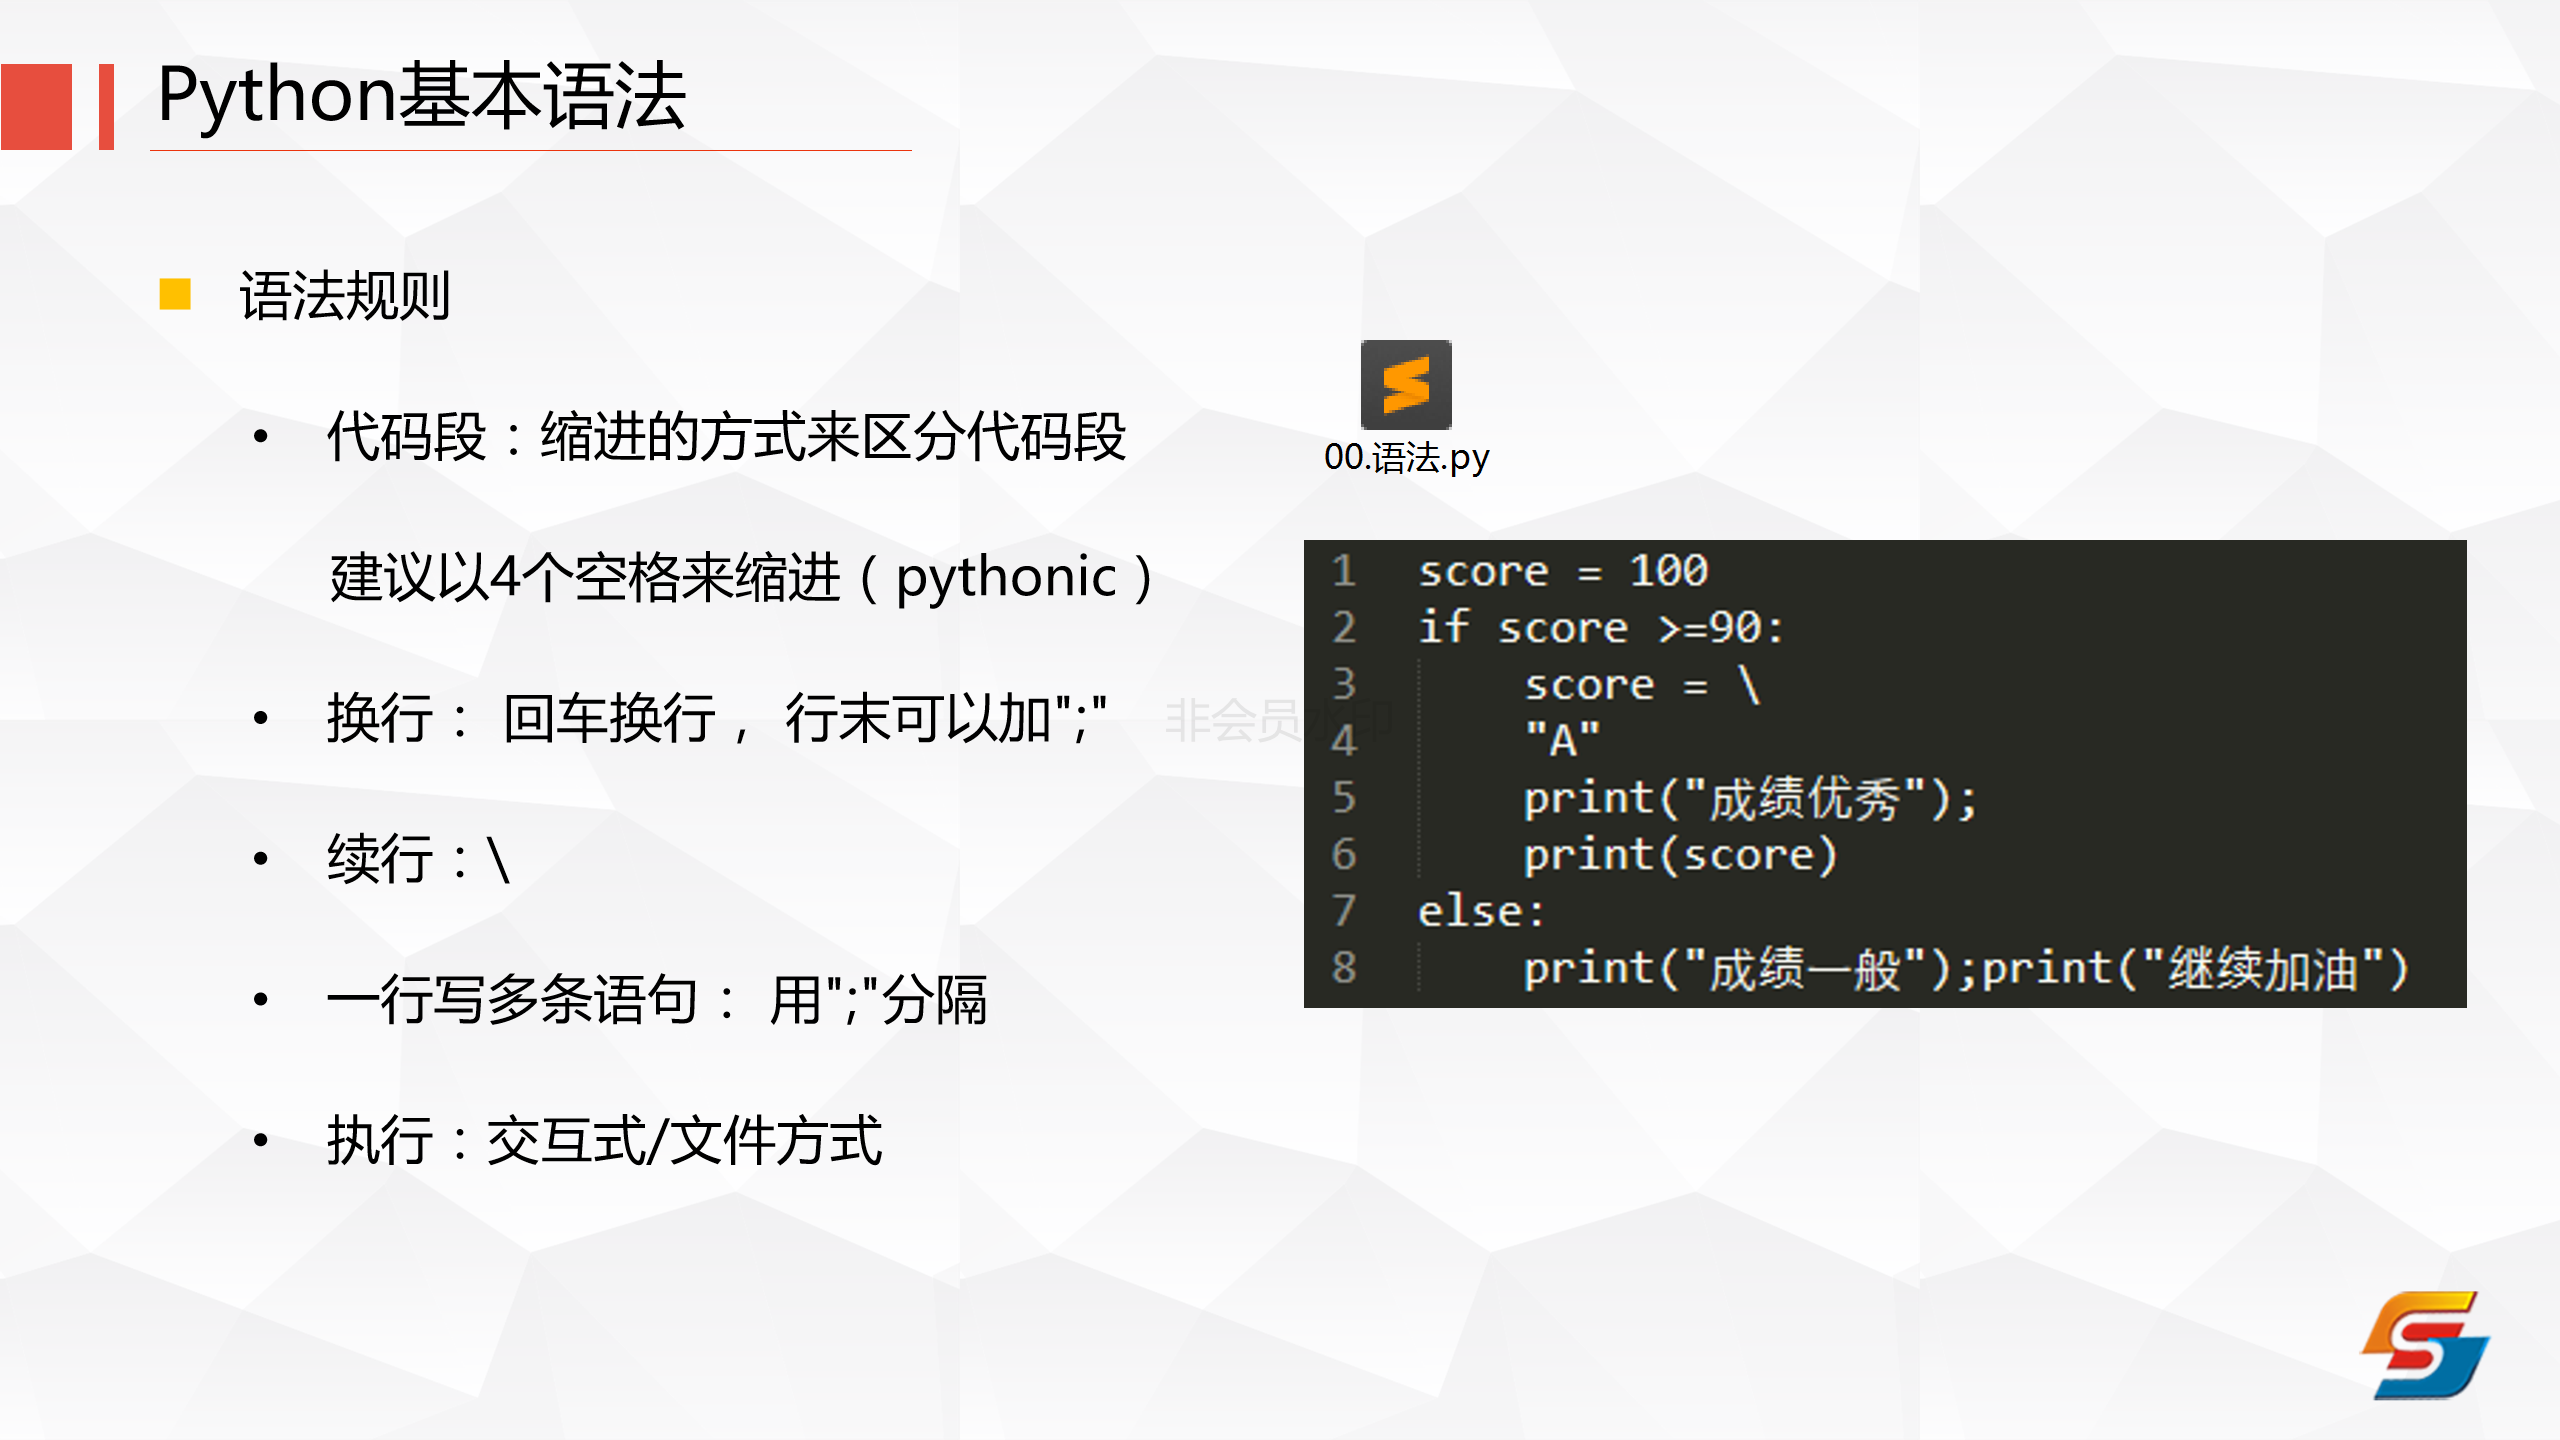 Python基本语法
语法规则
代码段：缩进的方式来区分代码段
建议以4个空格来缩进（pythonic）
换行： 回车换行， 行末可以加";"
续行：\
一行写多条语句： 用";"分隔
执行：交互式/文件方式
00.语法.py
非会员水印
1 score = 100
2 if score >=90:
3     score = \
4     "A"
5     print("成绩优秀");
6     print(score)
7 else:
8     print("成绩一般");print("继续加油")